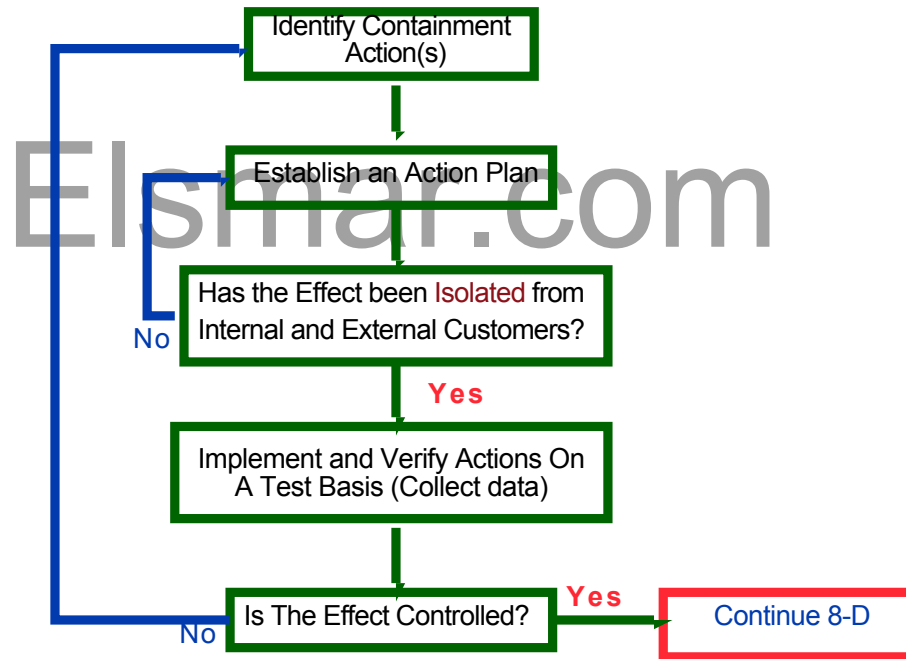 Identify Containment
Action(s)
Elsmar.com
Establish an Action Plan
Has the Effect been Isolated from
Internal and External Customers?
No
Yes
Implement and Verify Actions On
A Test Basis (Collect data)
Is The Effect Controlled?
No
Yes
Continue 8-D